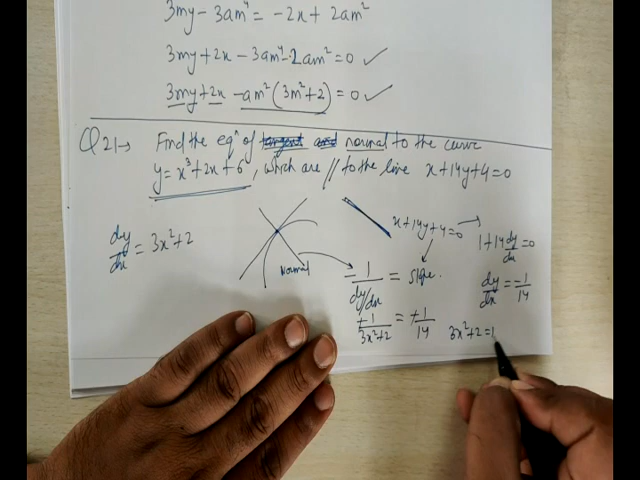 3my - 3am⁴ = -2x + 2am²
3my + 2x - 3am⁴ - 2am² = 0 ✓
3my + 2x - am²(3m² + 2) = 0 ✓
Q 21→ Find the eqⁿ of tangent and normal to the curve
y = x³ + 2x + 6, which are // to the line x + 14y + 4 = 0
dy/dx = 3x² + 2
Normal
x + 14y + 4 = 0 →
1 + 14 dy/dx = 0
-1/(dy/dx) = slope.
dy/dx = -1/14
+1/(3x² + 2) = +1/14
3x² + 2 = 1